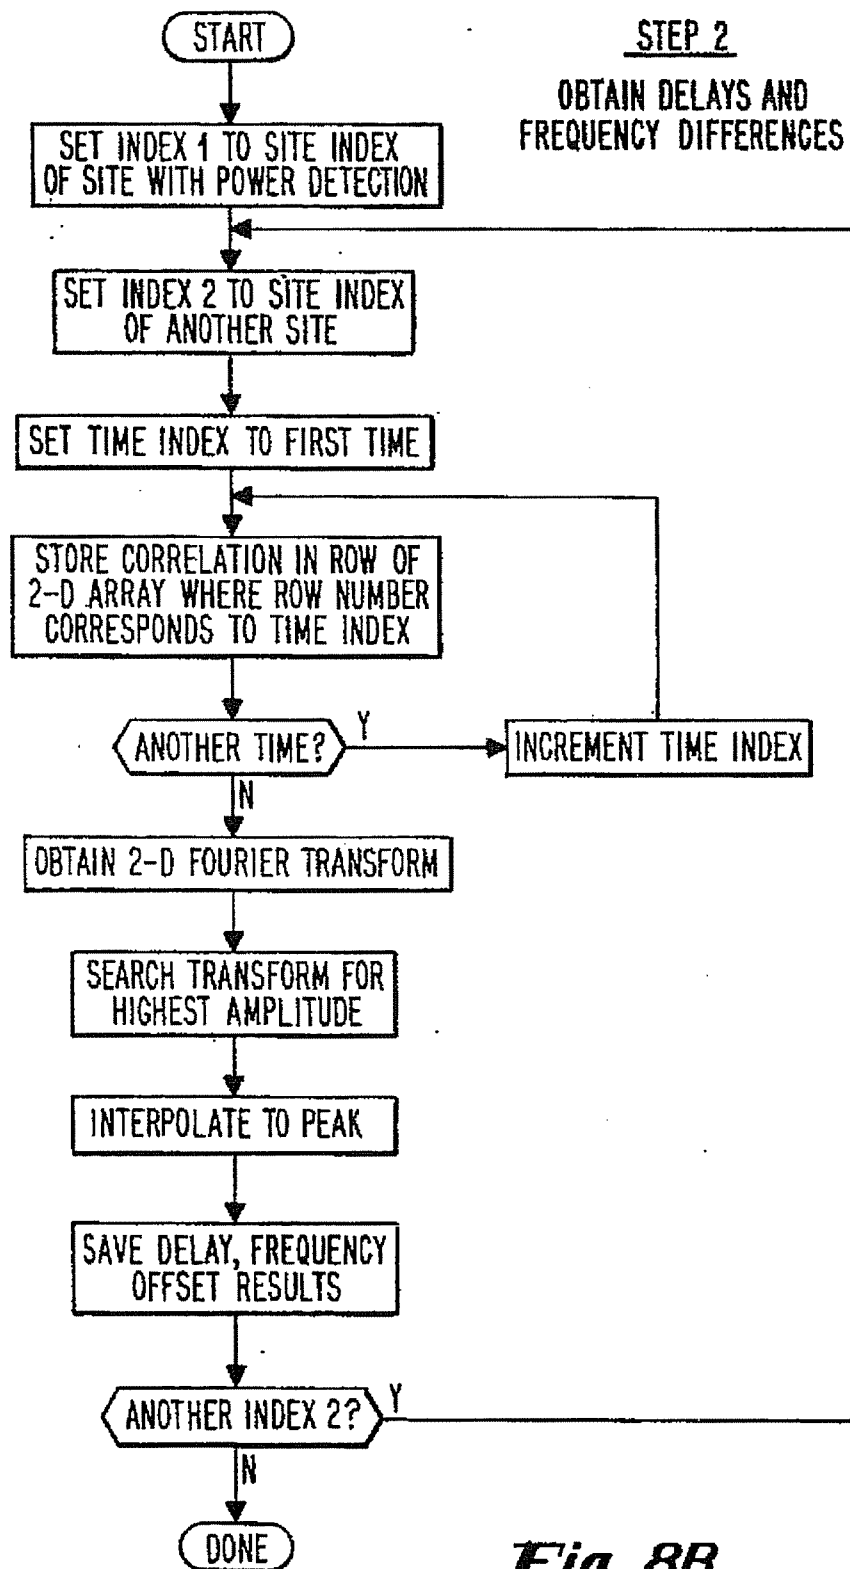 START
STEP 2
OBTAIN DELAYS AND
FREQUENCY DIFFERENCES
SET INDEX 1 TO SITE INDEX
OF SITE WITH POWER DETECTION
SET INDEX 2 TO SITE INDEX
OF ANOTHER SITE
SET TIME INDEX TO FIRST TIME
STORE CORRELATION IN ROW OF
2-D ARRAY WHERE ROW NUMBER
CORRESPONDS TO TIME INDEX
ANOTHER TIME?
Y
INCREMENT TIME INDEX
N
OBTAIN 2-D FOURIER TRANSFORM
SEARCH TRANSFORM FOR
HIGHEST AMPLITUDE
INTERPOLATE TO PEAK
SAVE DELAY, FREQUENCY
OFFSET RESULTS
ANOTHER INDEX 2?
Y
N
DONE
Fig. 8B